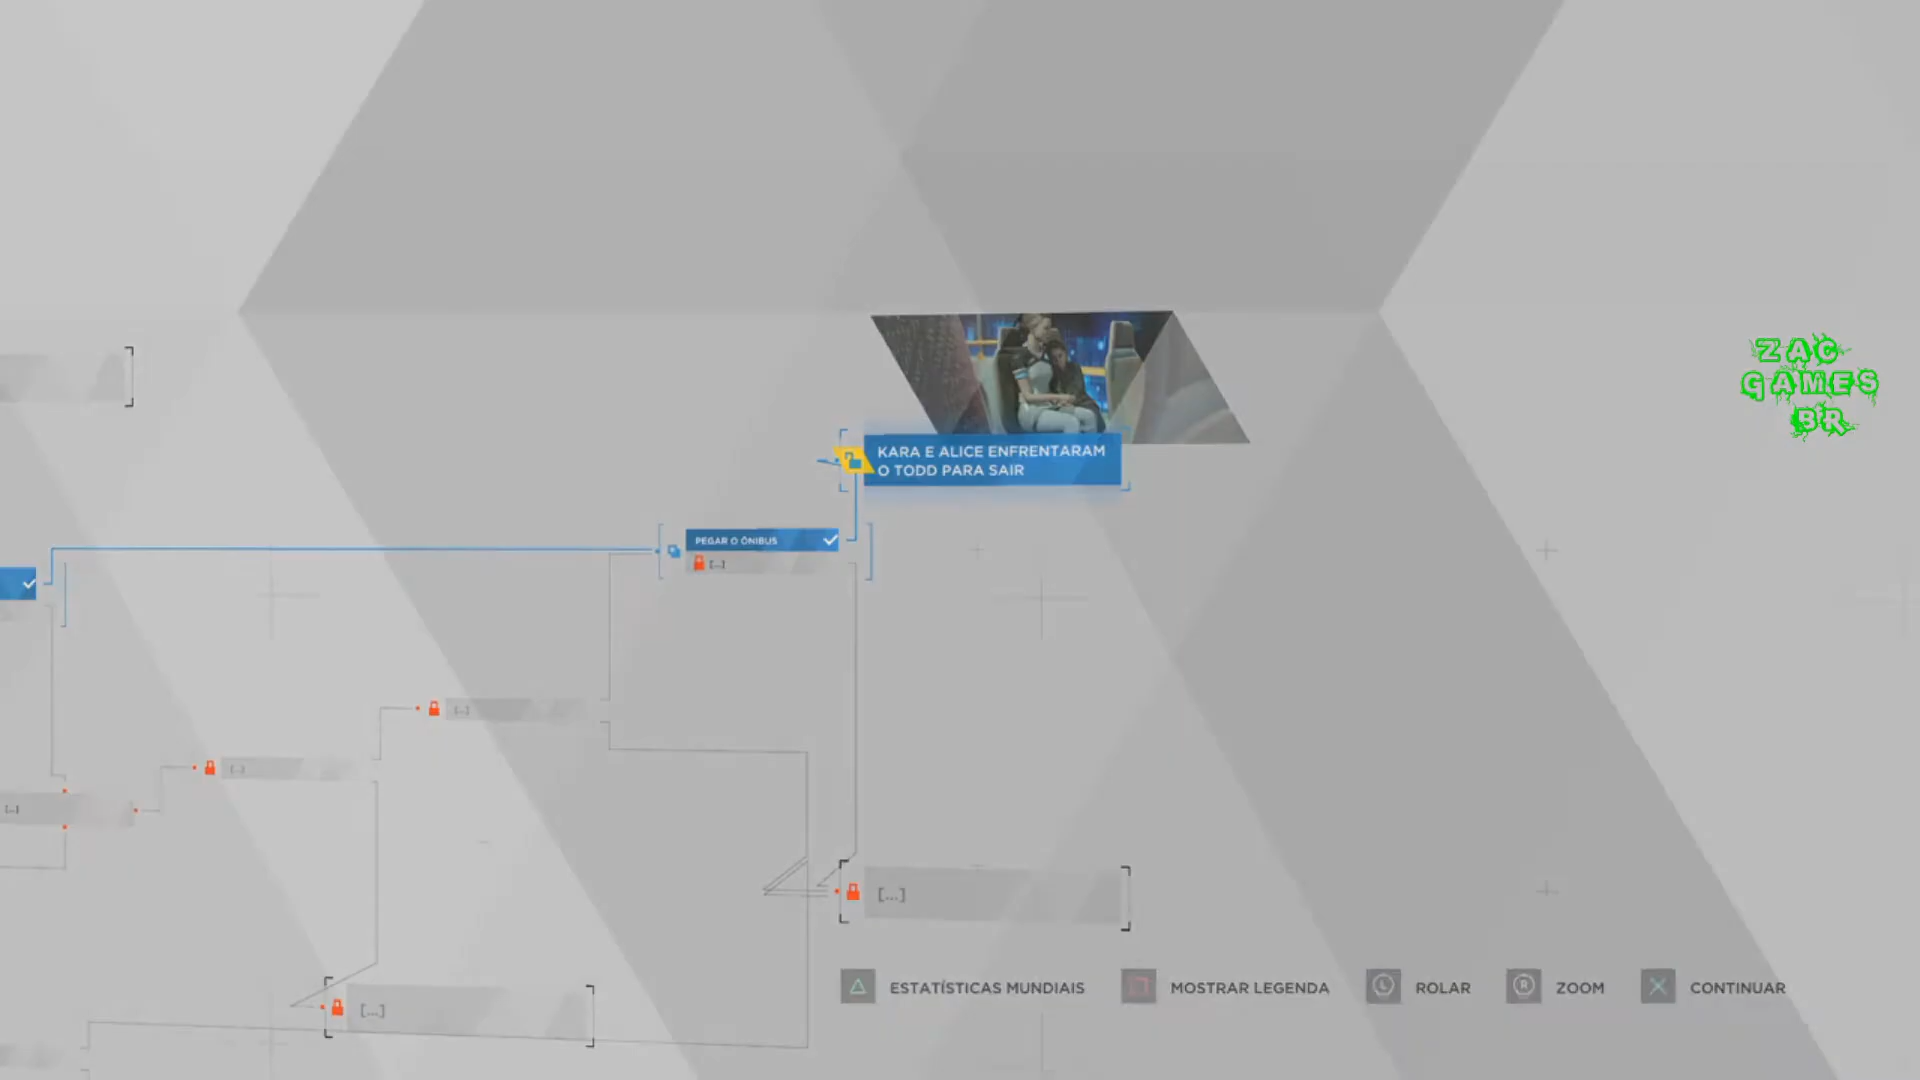 ZAC
GAMES
BR
KARA E ALICE ENFRENTARAM
O TODD PARA SAIR
PEGAR O ÔNIBUS
[...]
[...]
[...]
[...]
[...]
[...]
ESTATÍSTICAS MUNDIAIS
MOSTRAR LEGENDA
L
ROLAR
R
ZOOM
CONTINUAR